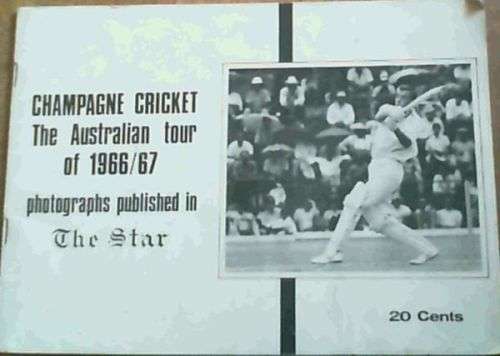 CHAMPAGNE CRICKET
The Australian tour
of 1966/67
photographs published in
The Star
20 Cents